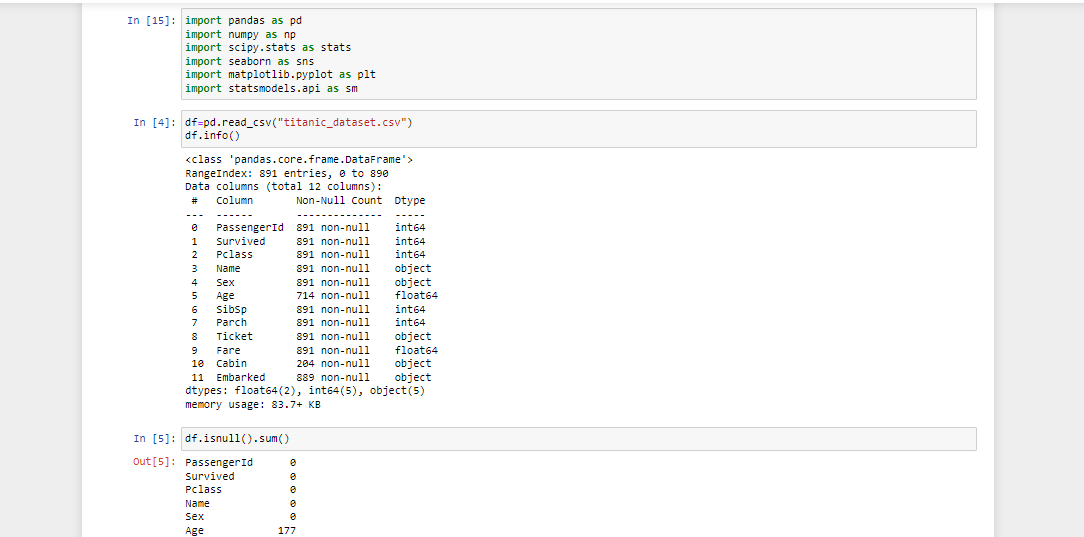 In [15]: import pandas as pd
import numpy as np
import scipy.stats as stats
import seaborn as sns
import matplotlib.pyplot as plt
import statsmodels.api as sm
In [4]: df=pd.read_csv("titanic_dataset.csv")
df.info()
<class 'pandas.core.frame.DataFrame'>
RangeIndex: 891 entries, 0 to 890
Data columns (total 12 columns):
#   Column       Non-Null Count  Dtype
---  ------       --------------  -----
0   PassengerId  891 non-null    int64
1   Survived     891 non-null    int64
2   Pclass       891 non-null    int64
3   Name         891 non-null    object
4   Sex          891 non-null    object
5   Age          714 non-null    float64
6   SibSp        891 non-null    int64
7   Parch        891 non-null    int64
8   Ticket       891 non-null    object
9   Fare         891 non-null    float64
10  Cabin        204 non-null    object
11  Embarked     889 non-null    object
dtypes: float64(2), int64(5), object(5)
memory usage: 83.7+ KB
In [5]: df.isnull().sum()
Out[5]: PassengerId      0
Survived         0
Pclass           0
Name             0
Sex              0
Age            177